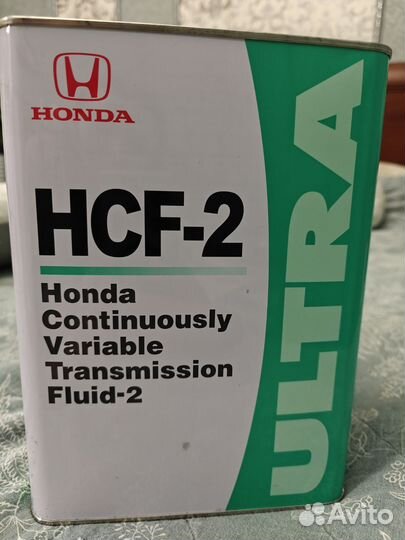 HONDA
HCF-2
Honda
Continuously
Variable
Transmission
Fluid-2
ULTRA
Avito